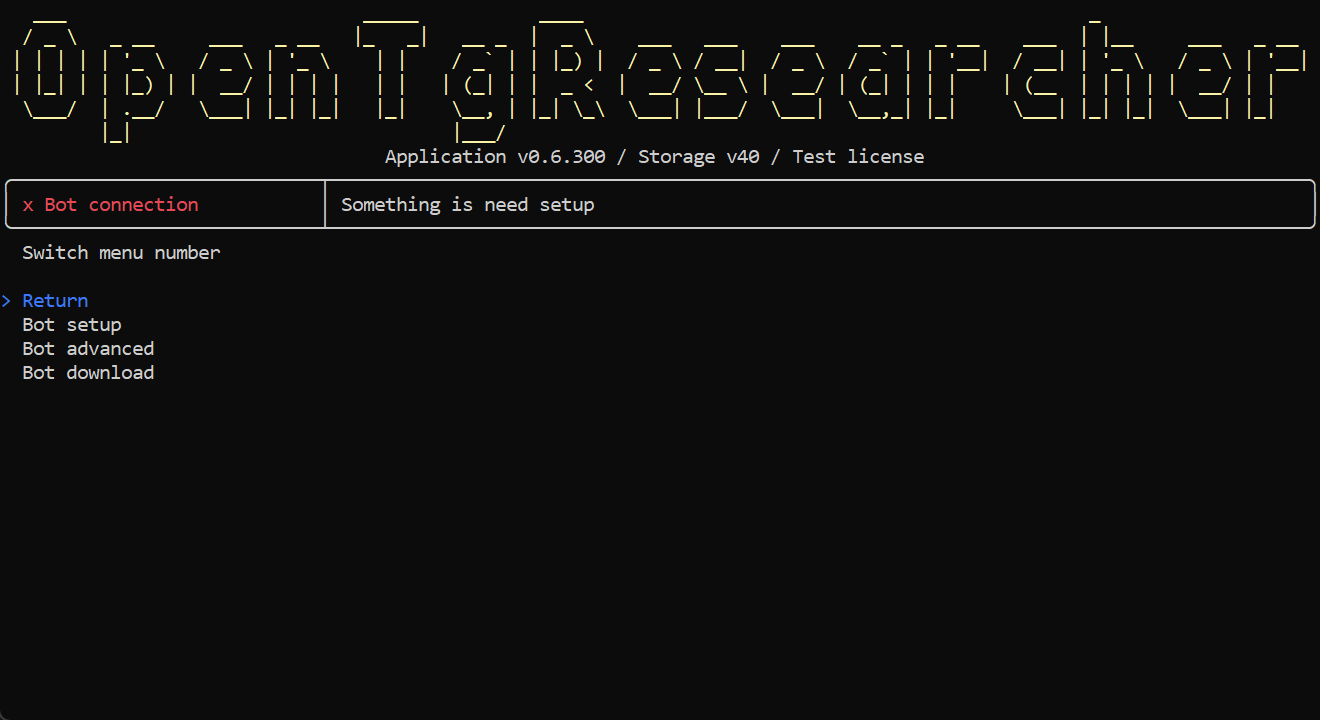 OpenTgResearcher
Application v0.6.300 / Storage v40 / Test license
x Bot connection
Something is need setup
Switch menu number
> Return
Bot setup
Bot advanced
Bot download